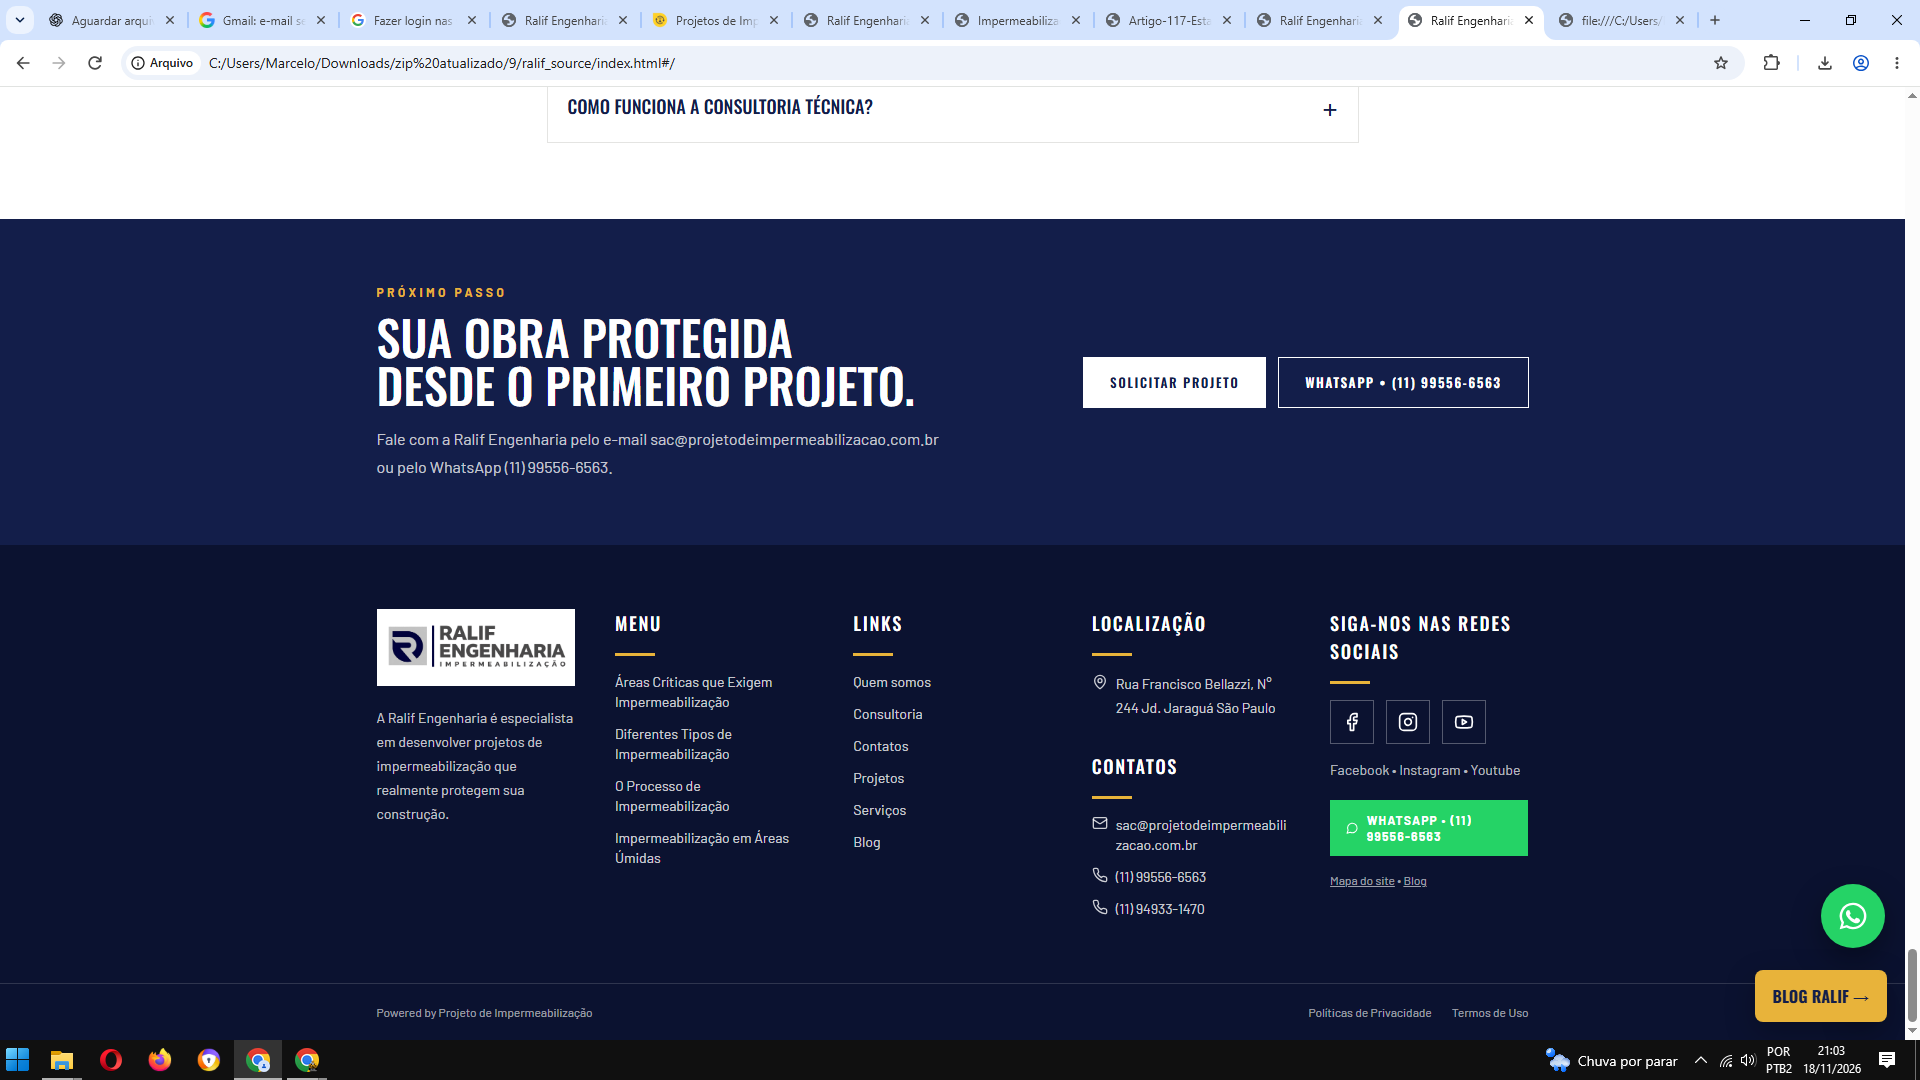 Aguardar arqui
Gmail: e-mail se
Fazer login nas
Ralif Engenharia
Projetos de Imp
Ralif Engenharia
Impermeabiliza
Artigo-117-Esta
Ralif Engenharia
Ralif Engenharia
file:///C:/Users/
Arquivo
C:/Users/Marcelo/Downloads/zip%20atualizado/9/ralif_source/index.html#/
COMO FUNCIONA A CONSULTORIA TÉCNICA?
PRÓXIMO PASSO
SUA OBRA PROTEGIDA
DESDE O PRIMEIRO PROJETO.
Fale com a Ralif Engenharia pelo e-mail sac@projetodeimpermeabilizacao.com.br
ou pelo WhatsApp (11) 99556-6563.
SOLICITAR PROJETO
WHATSAPP • (11) 99556-6563
RALIF
ENGENHARIA
IMPERMEABILIZAÇÃO
A Ralif Engenharia é especialista
em desenvolver projetos de
impermeabilização que
realmente protegem sua
construção.
MENU
Áreas Críticas que Exigem
Impermeabilização
Diferentes Tipos de
Impermeabilização
O Processo de
Impermeabilização
Impermeabilização em Áreas
Úmidas
LINKS
Quem somos
Consultoria
Contatos
Projetos
Serviços
Blog
LOCALIZAÇÃO
Rua Francisco Bellazzi, Nº
244 Jd. Jaraguá São Paulo
CONTATOS
sac@projetodeimpermeabili
zacao.com.br
(11) 99556-6563
(11) 94933-1470
SIGA-NOS NAS REDES
SOCIAIS
Facebook • Instagram • Youtube
WHATSAPP • (11)
99556-6563
Mapa do site • Blog
BLOG RALIF →
Powered by Projeto de Impermeabilização
Políticas de Privacidade
Termos de Uso
Chuva por parar
POR
PTB2
21:03
18/11/2026